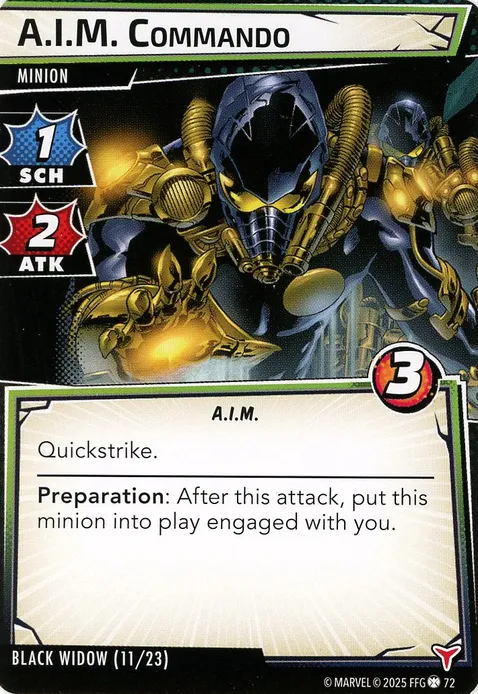 A.I.M. COMMANDO
MINION
1
SCH
2
ATK
3
A.I.M.
Quickstrike.
Preparation: After this attack, put this
minion into play engaged with you.
BLACK WIDOW (11/23)
© MARVEL © 2025 FFG 72